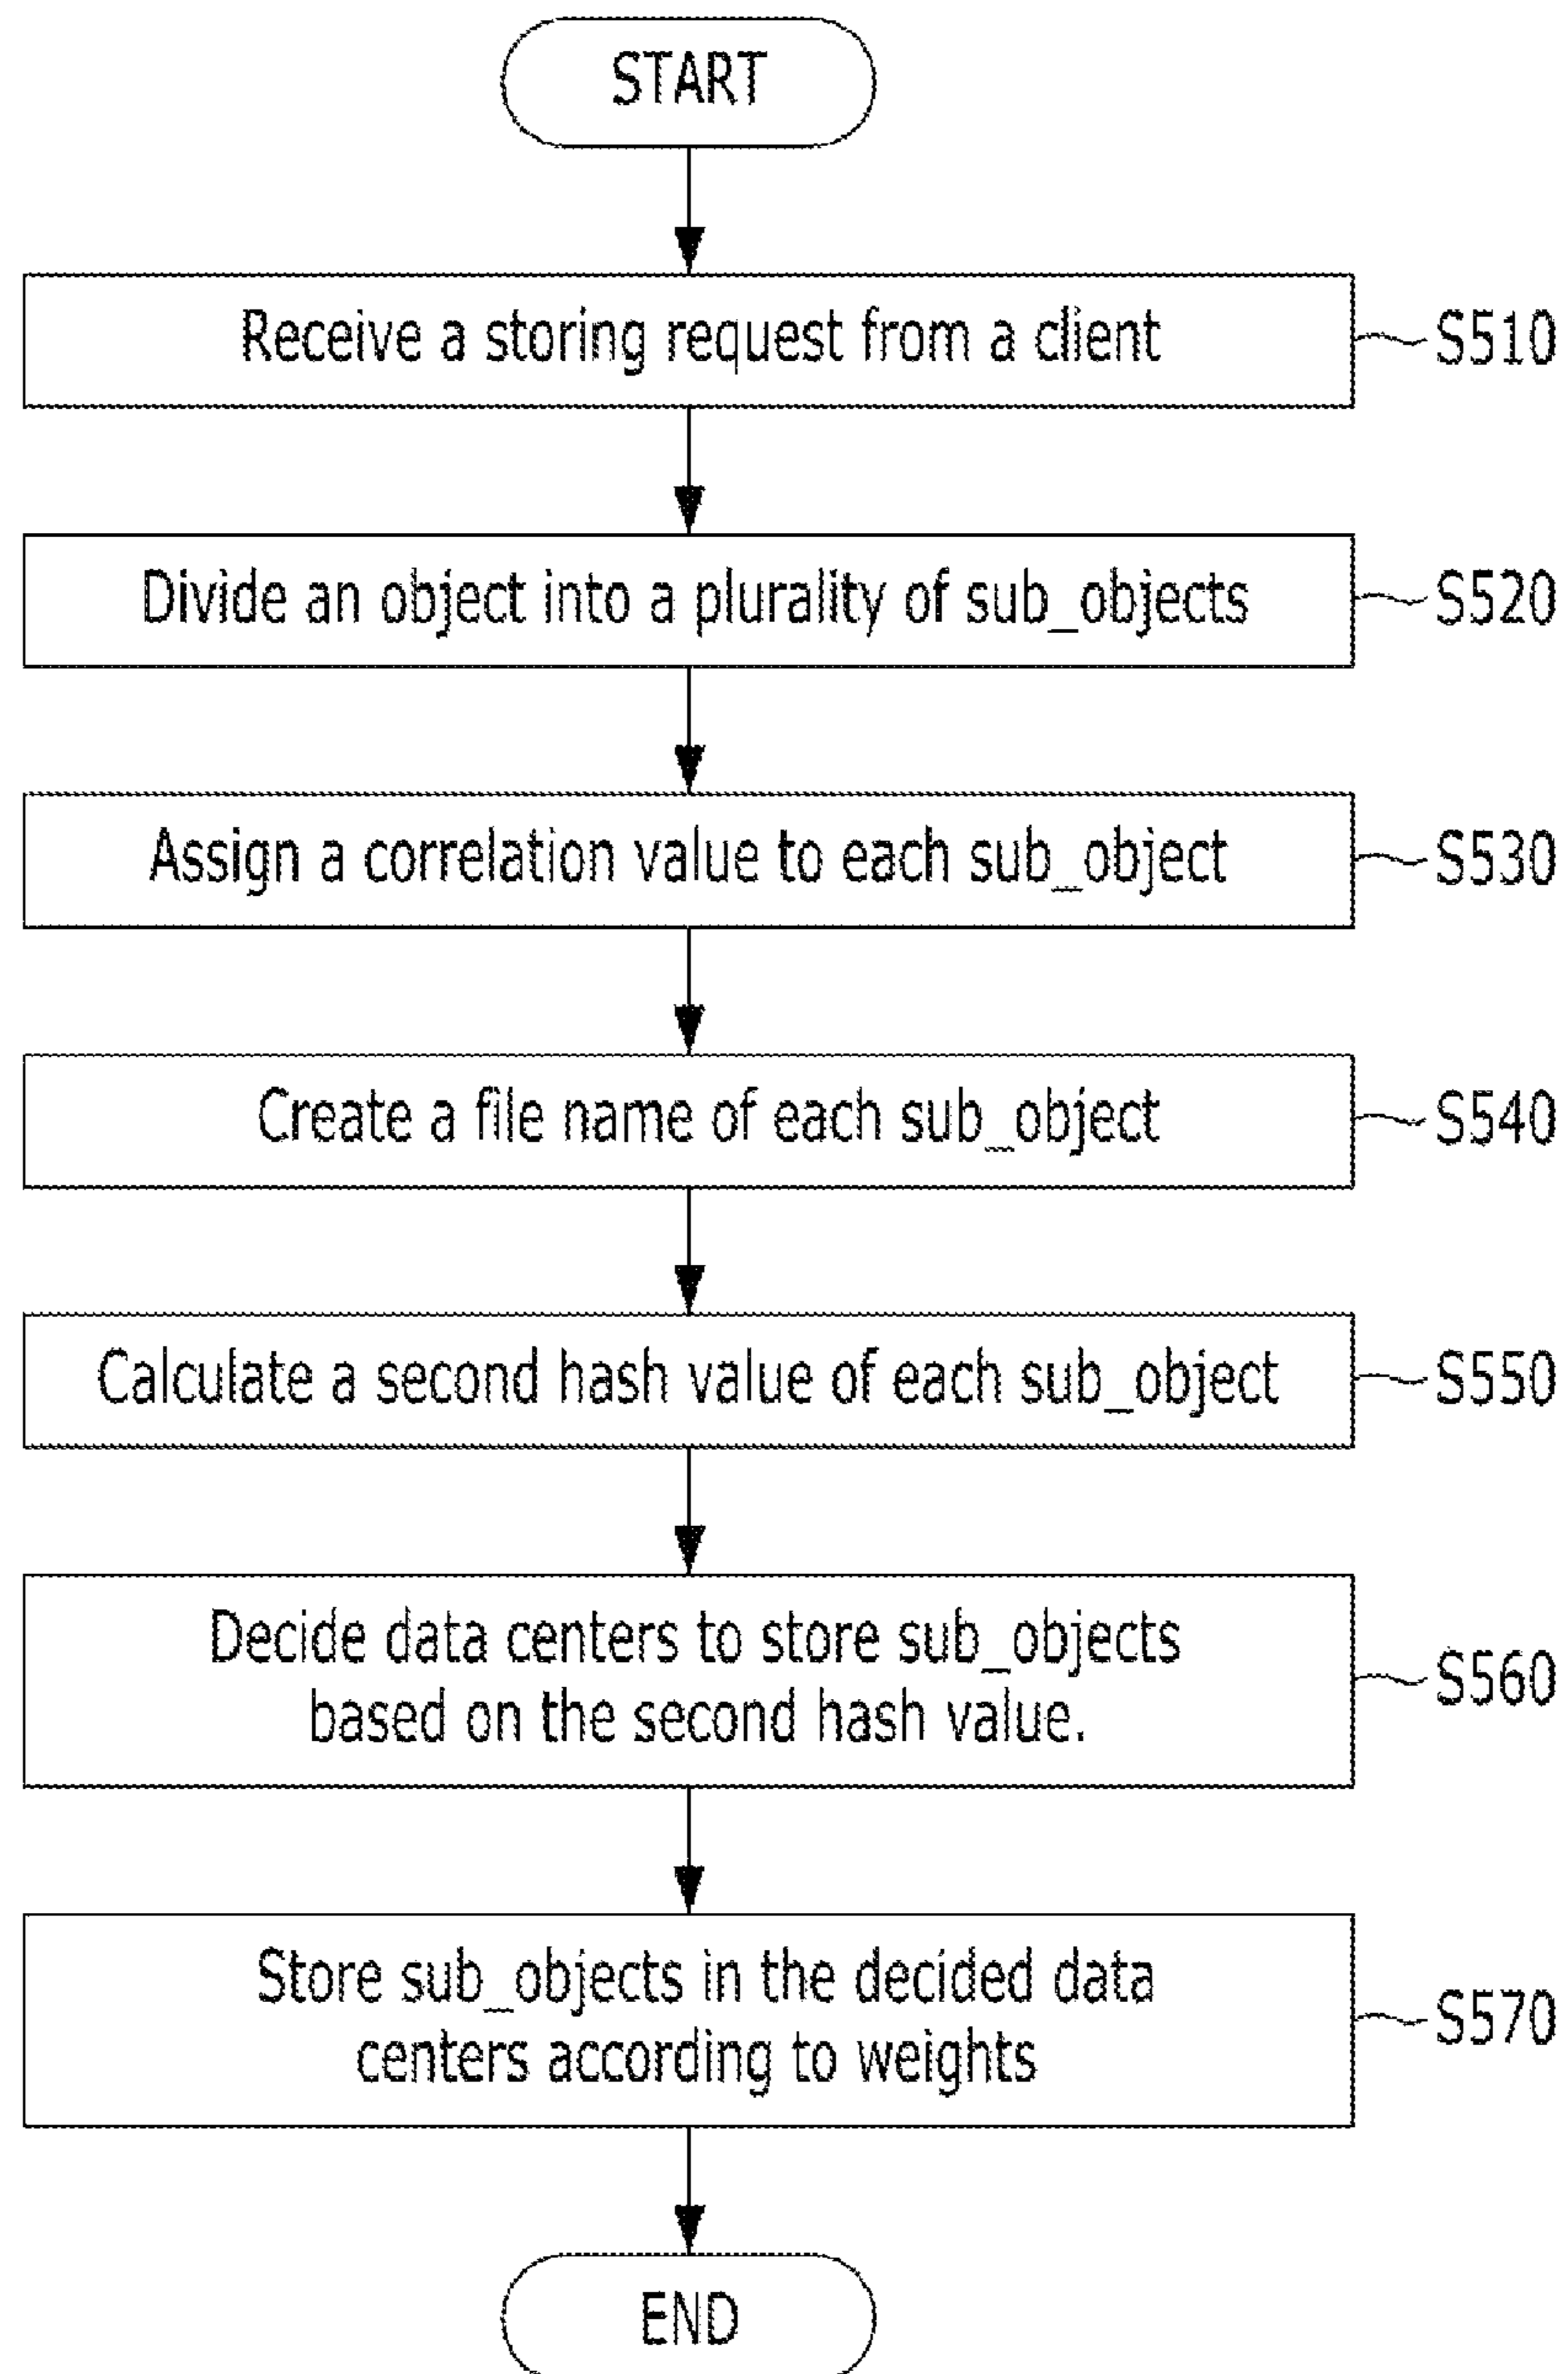 START
Receive a storing request from a client
S510
Divide an object into a plurality of sub_objects
S520
Assign a correlation value to each sub_object
S530
Create a file name of each sub_object
S540
Calculate a second hash value of each sub_object
S550
Decide data centers to store sub_objects
based on the second hash value.
S560
Store sub_objects in the decided data
centers according to weights
S570
END